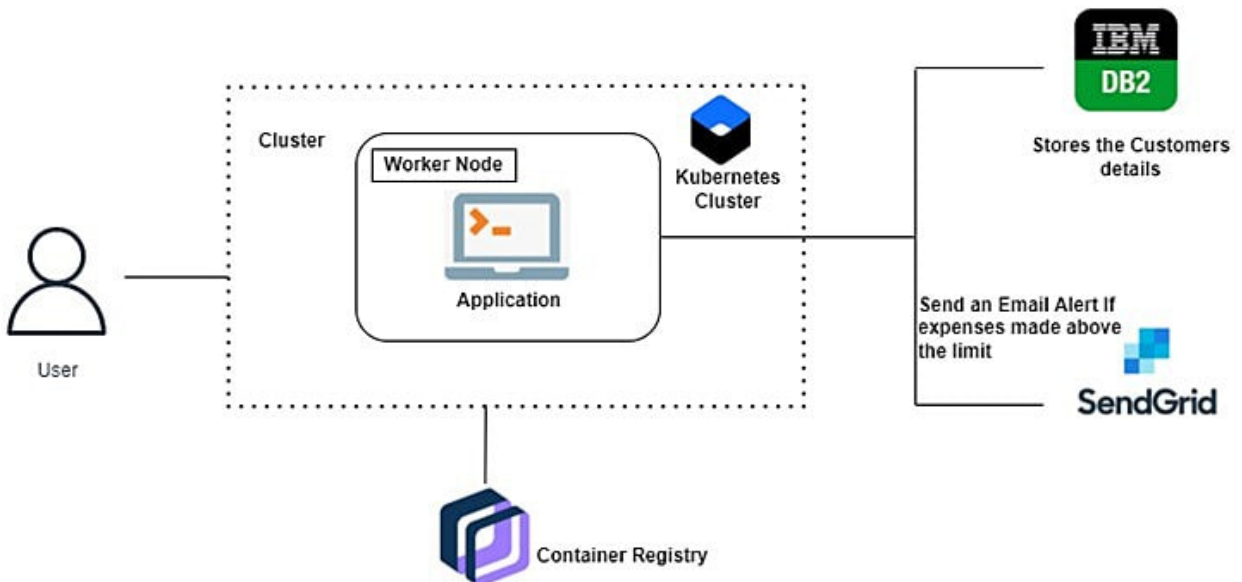 IBM
DB2
Stores the Customers
details
Cluster
Worker Node
Kubernetes
Cluster
Application
User
Send an Email Alert If
expenses made above
the limit
SendGrid
Container Registry